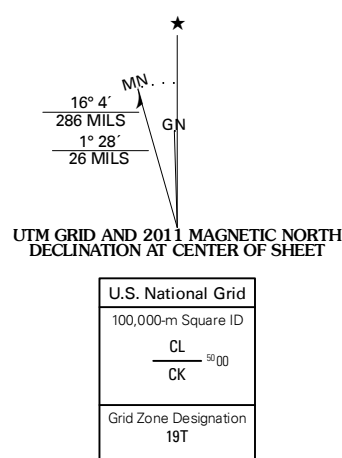 ★
MN
16° 4´
286 MILS
GN
1° 28´
26 MILS
UTM GRID AND 2011 MAGNETIC NORTH
DECLINATION AT CENTER OF SHEET
U.S. National Grid
100,000-m Square ID
CL
5000
CK
Grid Zone Designation
19T